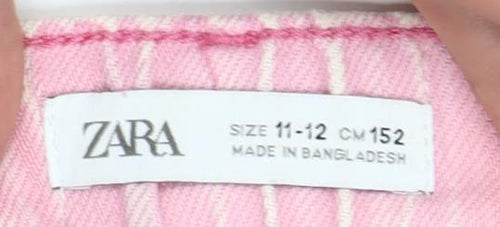 ZARA
SIZE 11-12 CM 152
MADE IN BANGLADESH